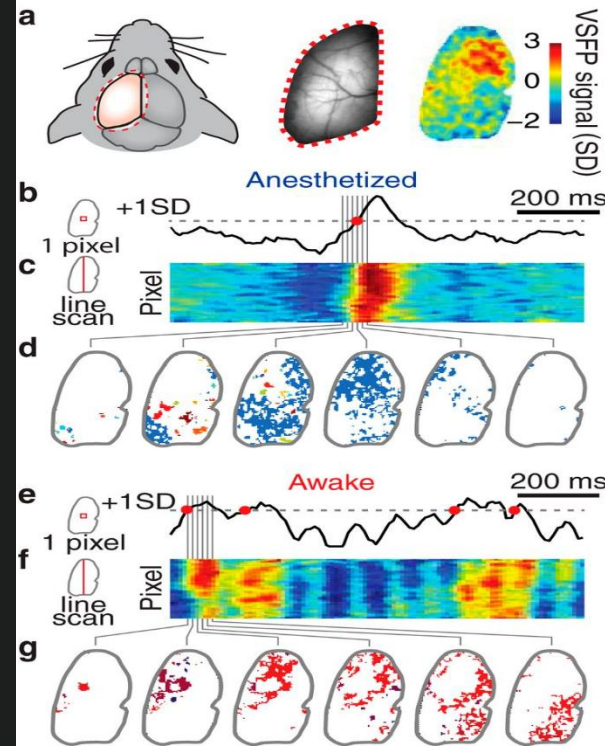 a
3
0
−2
VSFP signal (SD)
Anesthetized
b
+1SD
200 ms
1 pixel
c
line
scan
Pixel
d
Awake
e
+1SD
200 ms
1 pixel
f
line
scan
Pixel
g